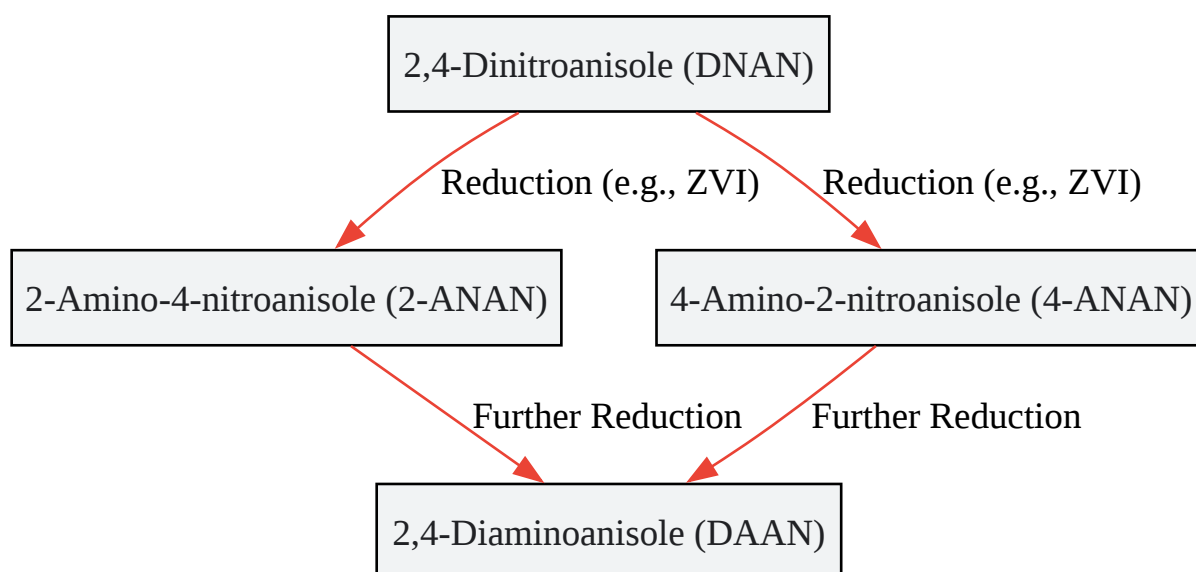 2,4-Dinitroanisole (DNAN)
Reduction (e.g., ZVI)
Reduction (e.g., ZVI)
2-Amino-4-nitroanisole (2-ANAN)
4-Amino-2-nitroanisole (4-ANAN)
Further Reduction
Further Reduction
2,4-Diaminoanisole (DAAN)